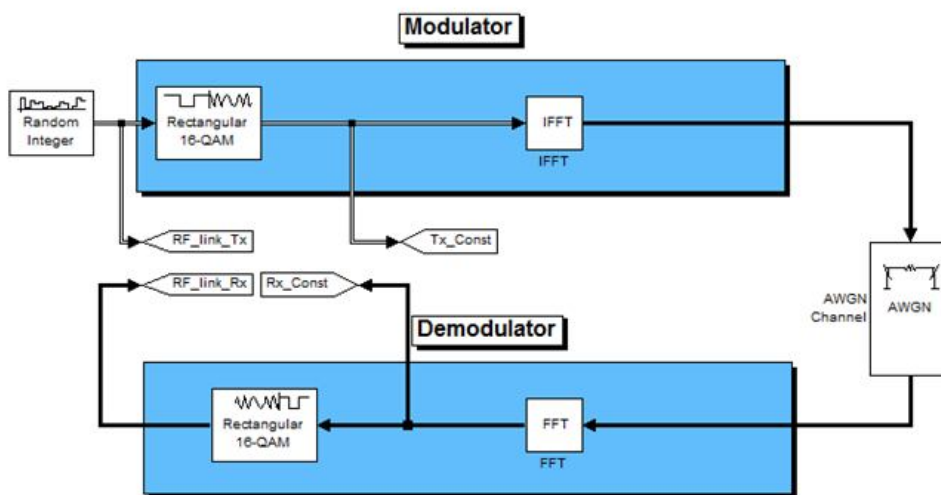 Modulator
Random
Integer
Rectangular
16-QAM
IFFT
IFFT
RF_link_Tx
Tx_Const
RF_link_Rx
Rx_Const
AWGN
Channel
AWGN
Demodulator
Rectangular
16-QAM
FFT
FFT